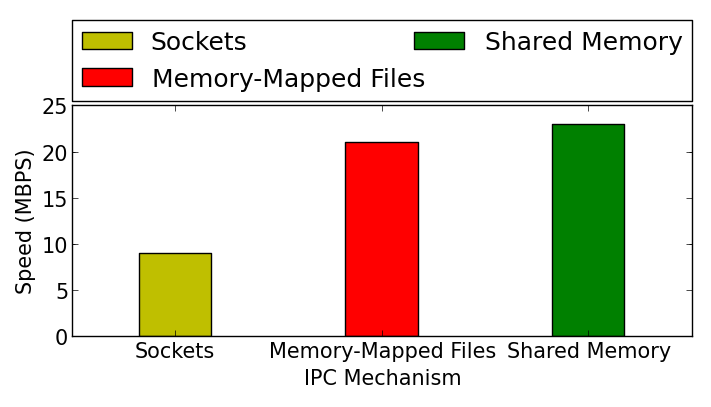 Sockets
Shared Memory
Memory-Mapped Files
25
20
15
10
5
0
Speed (MBPS)
Sockets
Memory-Mapped Files
Shared Memory
IPC Mechanism